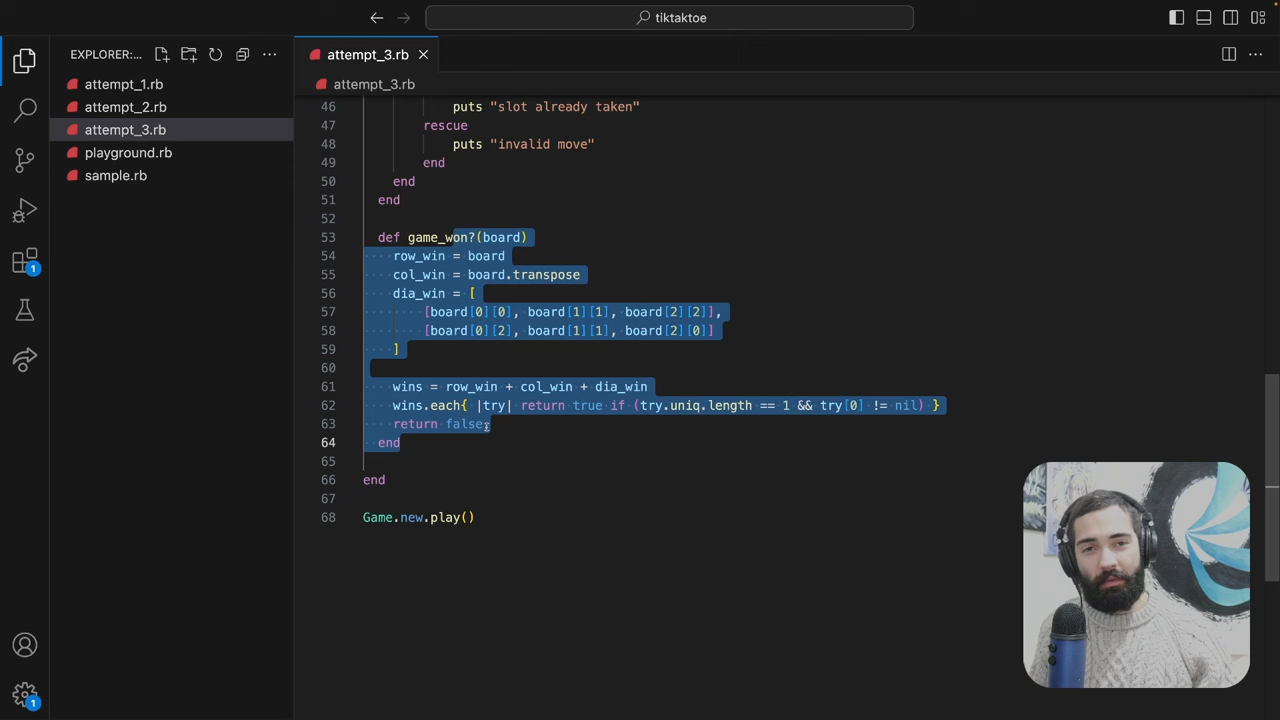 tiktaktoe
EXPLORER:...
attempt_1.rb
attempt_2.rb
attempt_3.rb
playground.rb
sample.rb
1
1
attempt_3.rb
attempt_3.rb
46 puts "slot already taken"
47 rescue
48 puts "invalid move"
49 end
50 end
51 end
52
53 def game_won?(board)
54 row_win = board
55 col_win = board.transpose
56 dia_win = [
57 [board[0][0], board[1][1], board[2][2]],
58 [board[0][2], board[1][1], board[2][0]]
59 ]
60
61 wins = row_win + col_win + dia_win
62 wins.each{ |try| return true if (try.uniq.length == 1 && try[0] != nil) }
63 return false
64 end
65
66 end
67
68 Game.new.play()